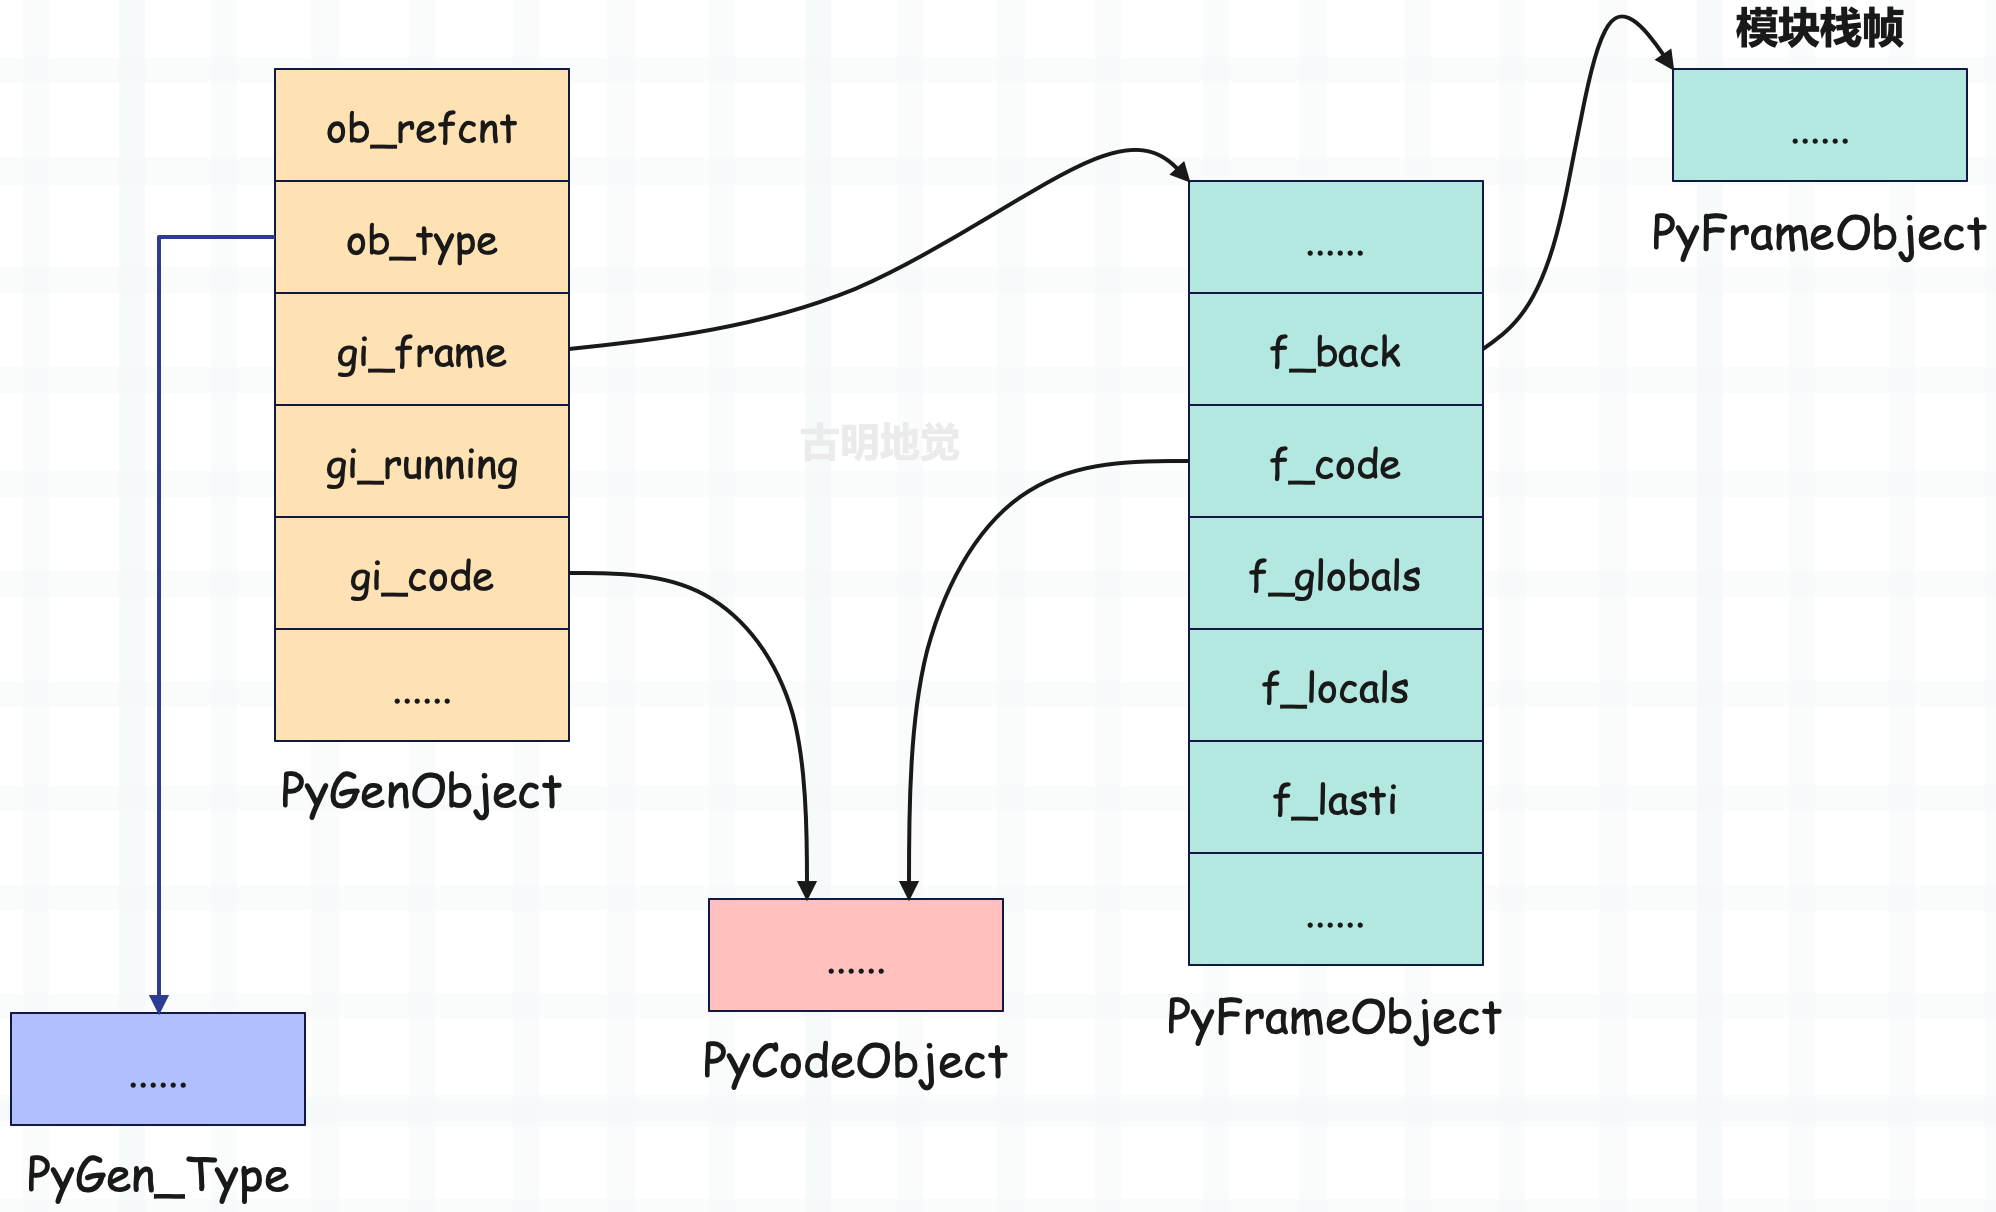 模块栈帧
......
PyFrameObject
ob_refcnt
ob_type
gi_frame
gi_running
gi_code
......
PyGenObject
......
f_back
f_code
f_globals
f_locals
f_lasti
......
PyFrameObject
古明地觉
......
PyCodeObject
......
PyGen_Type